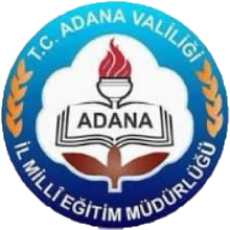 T.C. ADANA VALİLİĞİ
ADANA
İL MİLLÎ EĞİTİM MÜDÜRLÜĞÜ